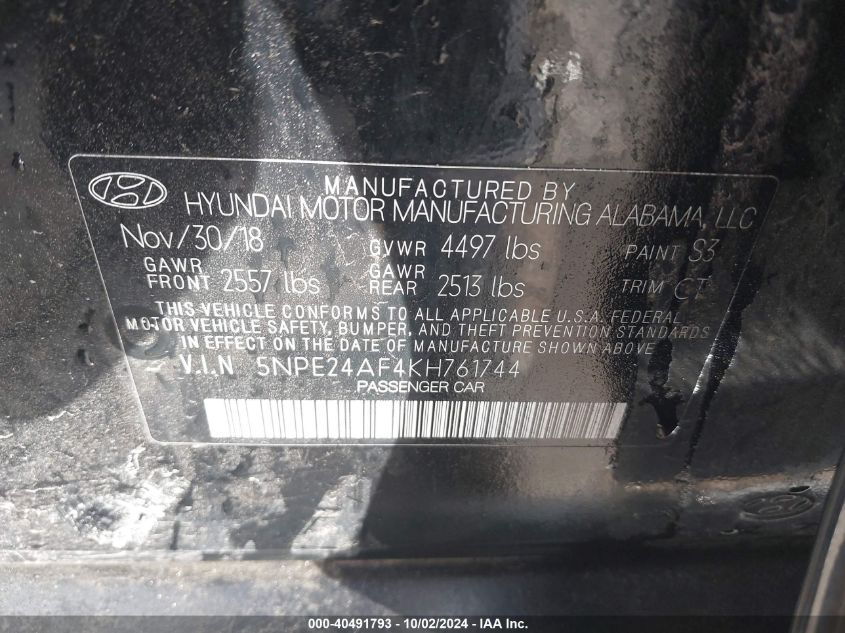 MANUFACTURED BY
HYUNDAI MOTOR MANUFACTURING ALABAMA, LLC
Nov/30/18 GVWR 4497 lbs PAINT S3
GAWR FRONT 2557 lbs GAWR REAR 2513 lbs TRIM CT
THIS VEHICLE CONFORMS TO ALL APPLICABLE U.S.A. FEDERAL
MOTOR VEHICLE SAFETY, BUMPER, AND THEFT PREVENTION STANDARDS
IN EFFECT ON THE DATE OF MANUFACTURE SHOWN ABOVE
V.I.N 5NPE24AF4KH761744
PASSENGER CAR
000-40491793 - 10/02/2024 - IAA Inc.